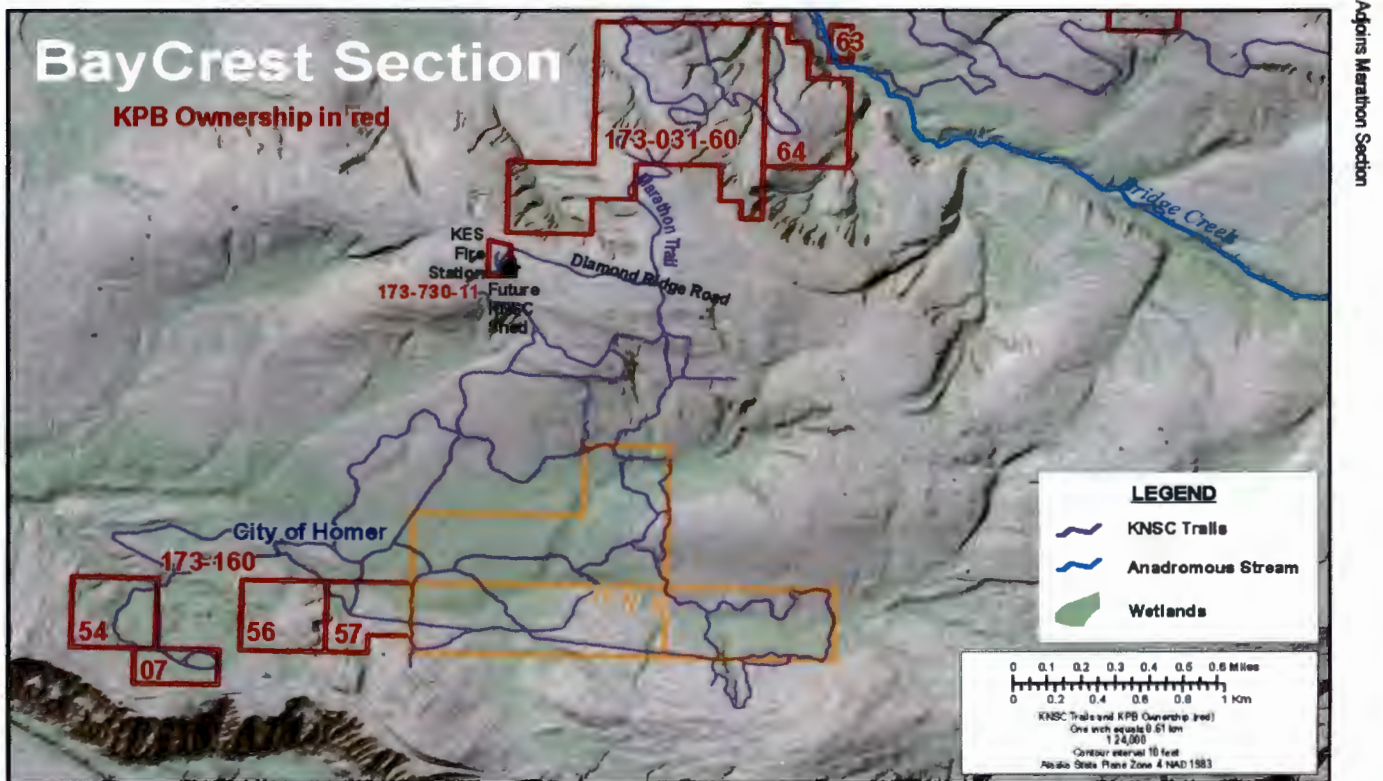 BayCrest Section
KPB Ownership in red
63
173-031-60
64
Marathon Trail
Bridge Creek
KES
Fire
Station
173-730-11
Future
KNSC
Shed
Diamond Ridge Road
City of Homer
173-160
54
56
57
07
LEGEND
KNSC Trails
Anadromous Stream
Wetlands
0 0.1 0.2 0.3 0.4 0.5 0.6 Miles
0 0.2 0.4 0.6 0.8 1 Km
KNSC Trails and KPB Ownership (red)
One inch equals 0.61 km
1:24,000
Contour interval 10 feet
Alaska State Plane Zone 4 NAD 1983
Adjoins Marathon Section